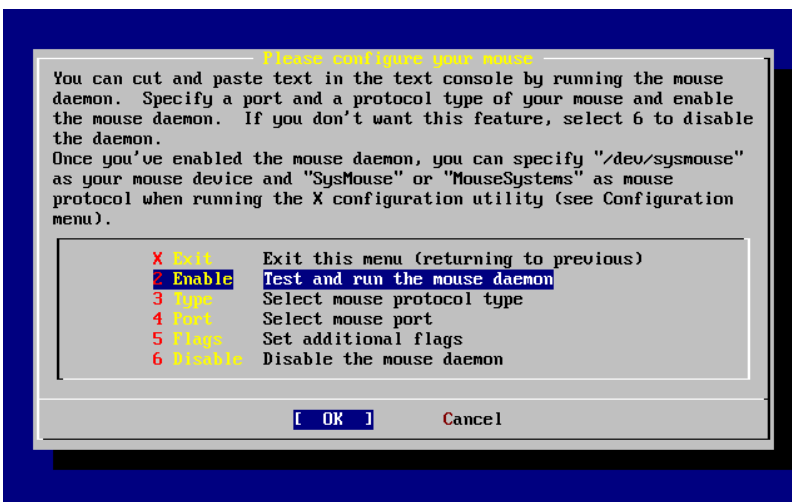 Please configure your mouse
You can cut and paste text in the text console by running the mouse
daemon.  Specify a port and a protocol type of your mouse and enable
the mouse daemon.  If you don't want this feature, select 6 to disable
the daemon.
Once you've enabled the mouse daemon, you can specify "/dev/sysmouse"
as your mouse device and "SysMouse" or "MouseSystems" as mouse
protocol when running the X configuration utility (see Configuration
menu).
X Exit Exit this menu (returning to previous)
2 Enable Test and run the mouse daemon
3 Type Select mouse protocol type
4 Port Select mouse port
5 Flags Set additional flags
6 Disable Disable the mouse daemon
[ OK ] Cancel